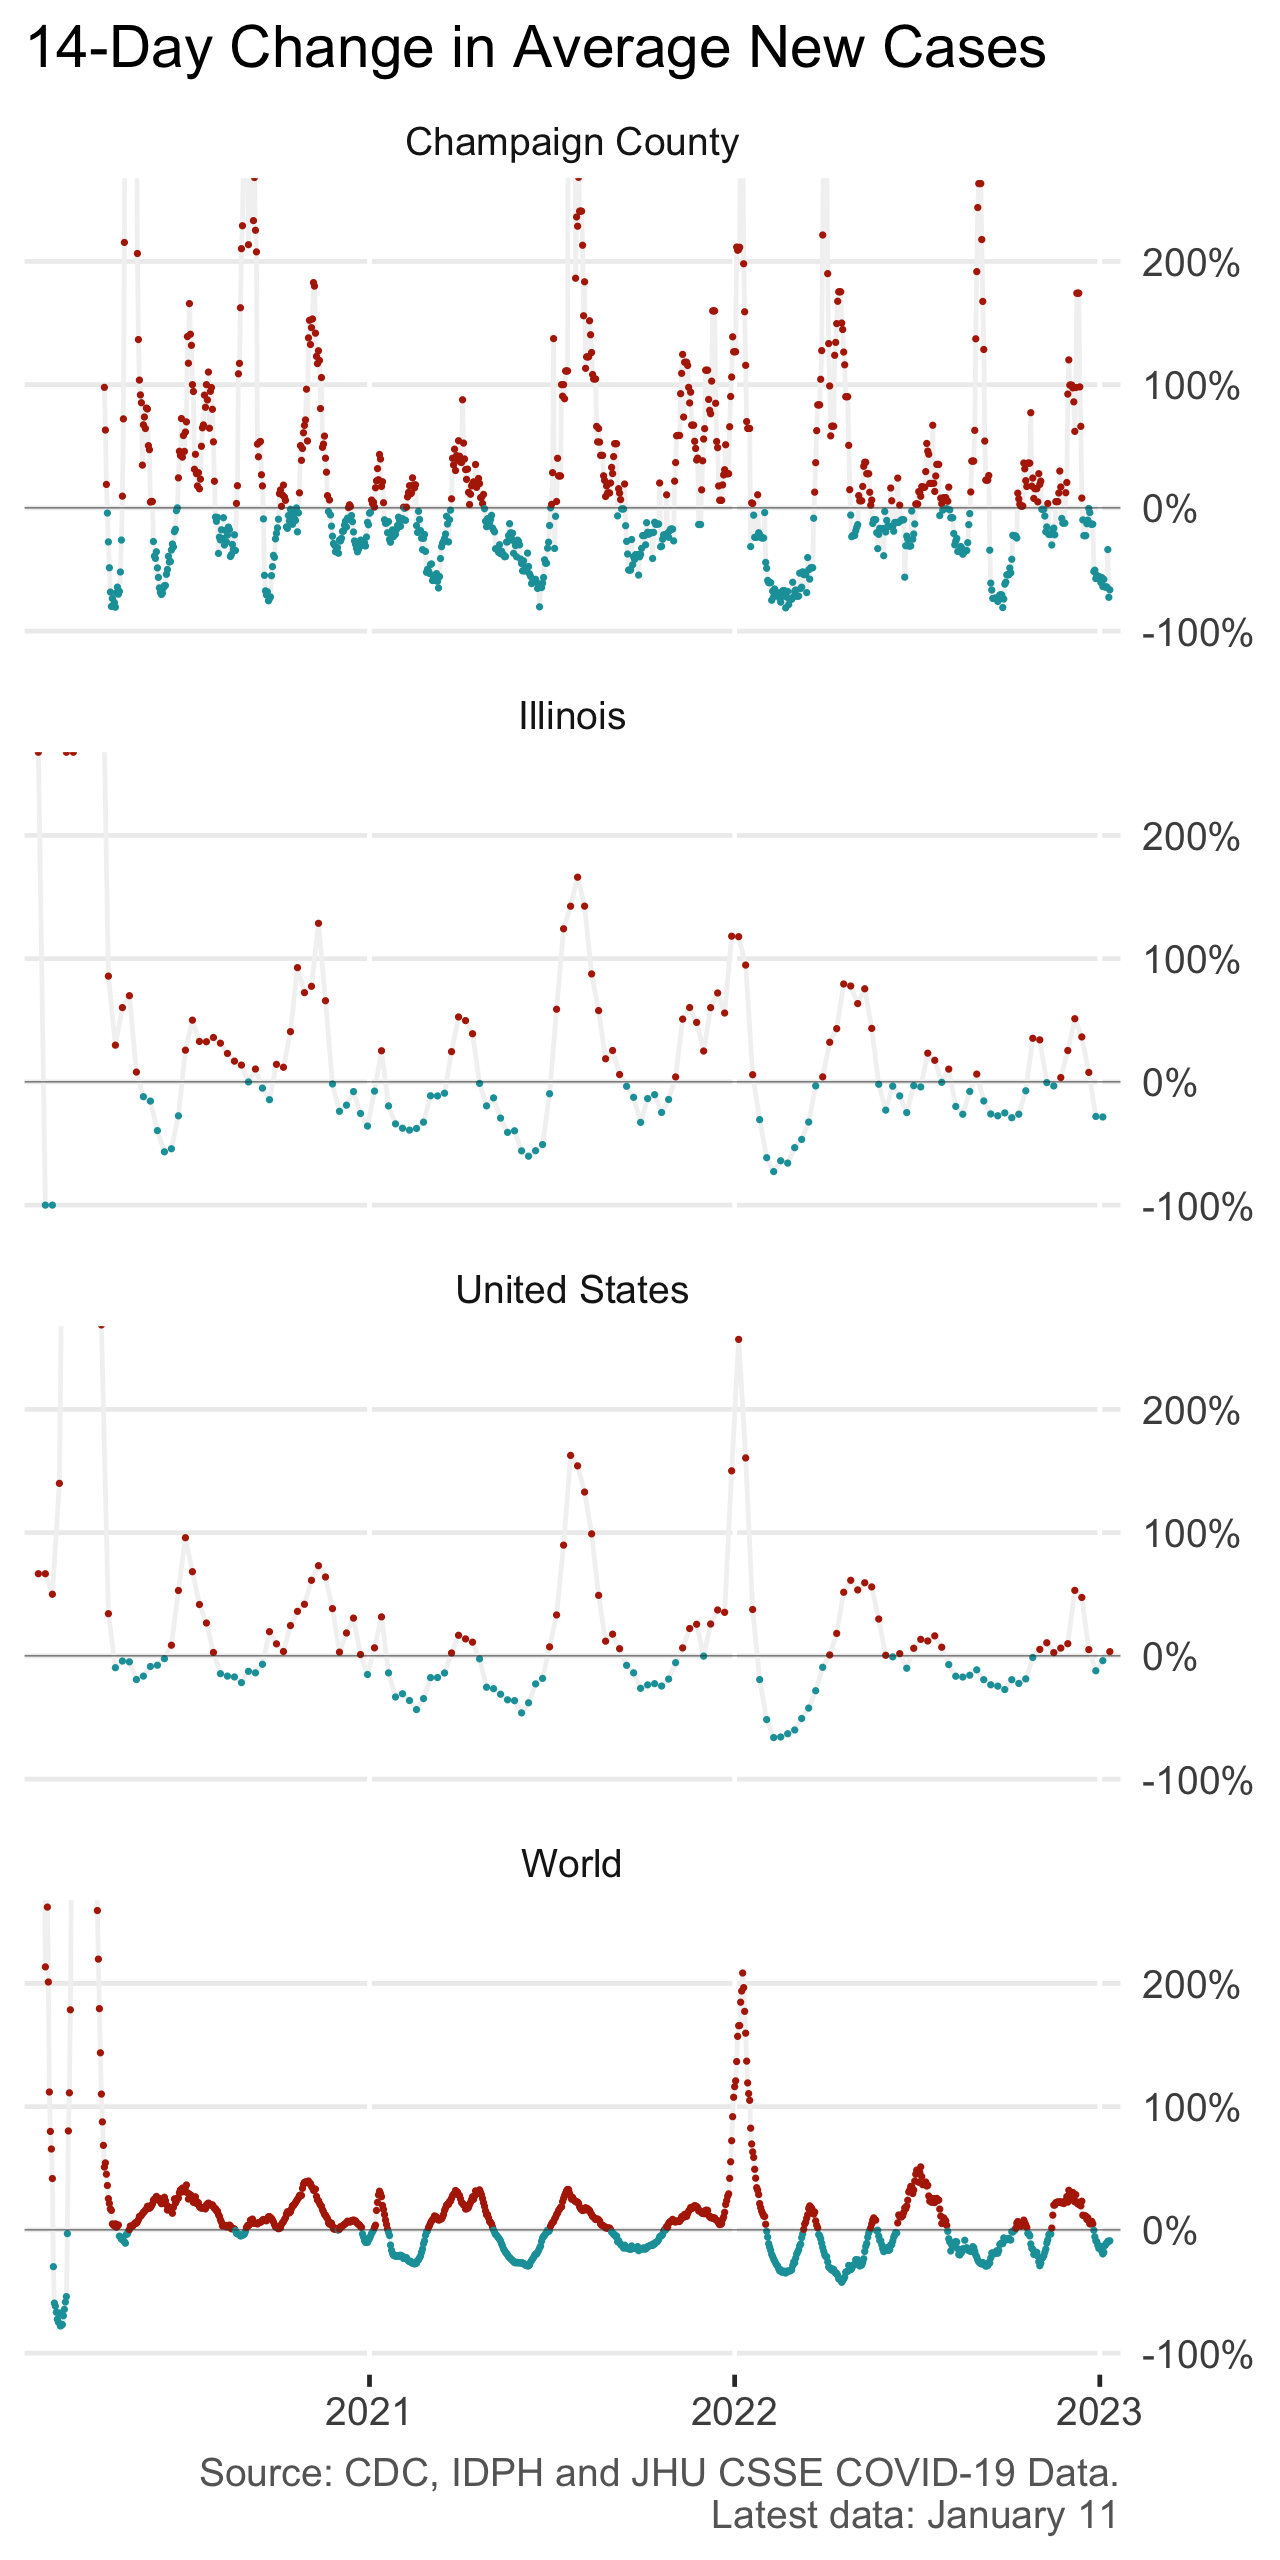 14-Day Change in Average New Cases
Champaign County
200%
100%
0%
-100%
Illinois
200%
100%
0%
-100%
United States
200%
100%
0%
-100%
World
200%
100%
0%
-100%
2021 2022 2023
Source: CDC, IDPH and JHU CSSE COVID-19 Data.
Latest data: January 11